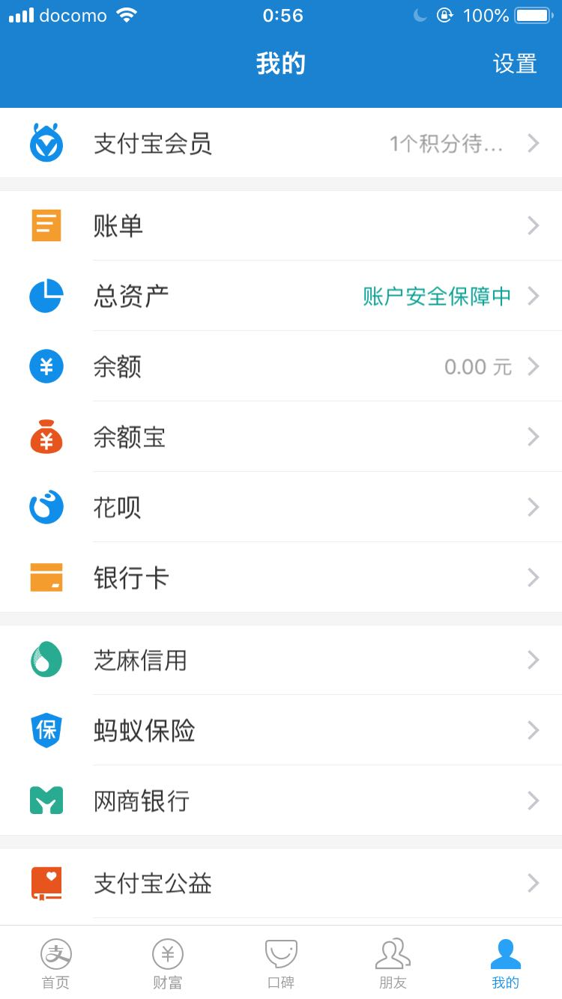 docomo 0:56 100%
我的 设置
支付宝会员 1个积分待...
账单
总资产 账户安全保障中
¥ 余额 0.00 元
¥ 余额宝
花呗
银行卡
芝麻信用
保 蚂蚁保险
网商银行
支付宝公益
支 ¥
首页 财富 口碑 朋友 我的